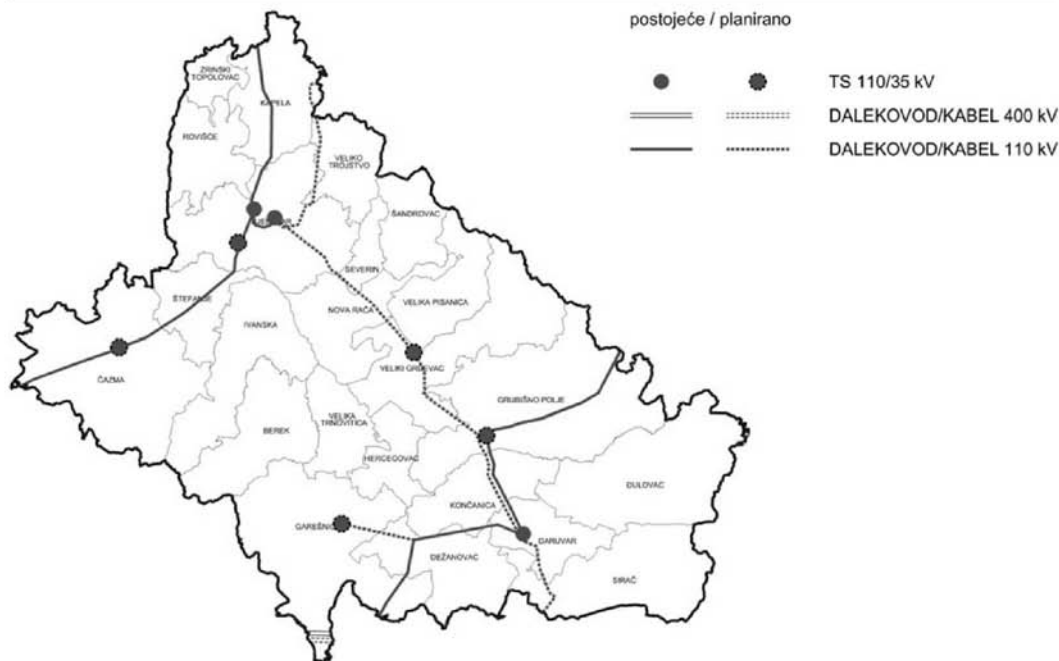 postojeće / planirano
TS 110/35 kV
DALEKOVOD/KABEL 400 kV
DALEKOVOD/KABEL 110 kV
ZRINSKI
TOPOLOVAC
KAPELA
ROVIŠĆE
VELIKO
TROJSTVO
ŠANDROVAC
SEVERIN
ŠTEFANJE
NOVA RAČA
VELIKA PISANICA
IVANSKA
VELIKI GRĐEVAC
ČAZMA
GRUBIŠNO POLJE
BEREK
VELIKA
TRNOVITICA
HERCEGOVAC
ĐULOVAC
KONČANICA
GAREŠNIC
DARUVAR
DEŽANOVAC
SIRAČ